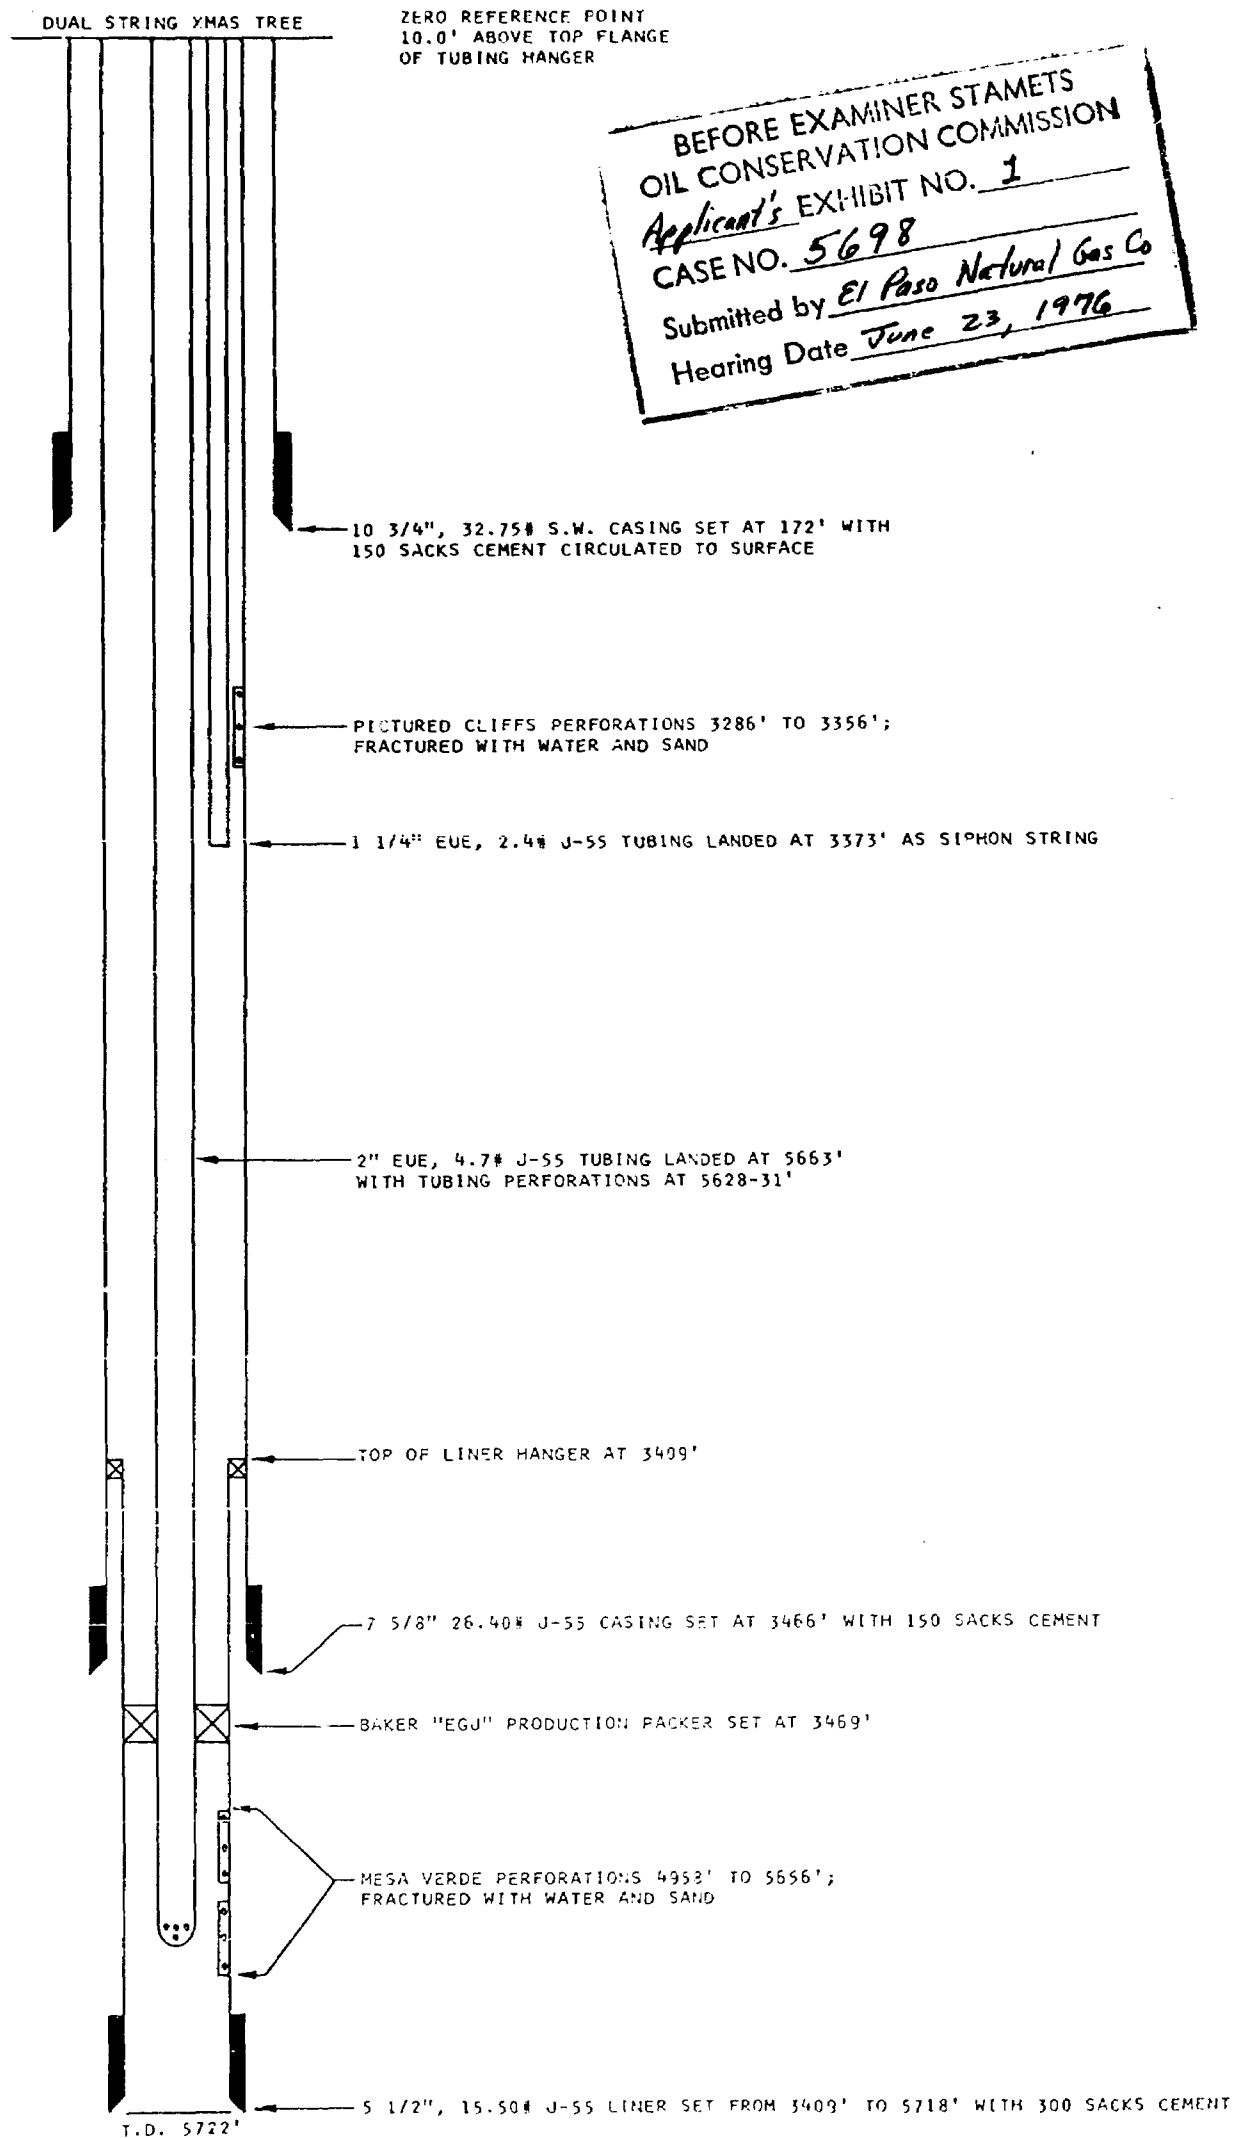 DUAL STRING XMAS TREE
ZERO REFERENCE POINT
10.0' ABOVE TOP FLANGE
OF TUBING HANGER
BEFORE EXAMINER STAMETS
OIL CONSERVATION COMMISSION
Applicant's EXHIBIT NO. 1
CASE NO. 5698
Submitted by El Paso Natural Gas Co
Hearing Date June 23, 1976
10 3/4", 32.75# S.W. CASING SET AT 172' WITH
150 SACKS CEMENT CIRCULATED TO SURFACE
PICTURED CLIFFS PERFORATIONS 3286' TO 3356';
FRACTURED WITH WATER AND SAND
1 1/4" EUE, 2.4# J-55 TUBING LANDED AT 3373' AS SIPHON STRING
2" EUE, 4.7# J-55 TUBING LANDED AT 5663'
WITH TUBING PERFORATIONS AT 5628-31'
TOP OF LINER HANGER AT 3409'
7 5/8" 26.40# J-55 CASING SET AT 3466' WITH 150 SACKS CEMENT
BAKER "EGJ" PRODUCTION PACKER SET AT 3469'
MESA VERDE PERFORATIONS 4958' TO 5656';
FRACTURED WITH WATER AND SAND
5 1/2", 15.50# J-55 LINER SET FROM 3409' TO 5718' WITH 300 SACKS CEMENT
T.D. 5722'